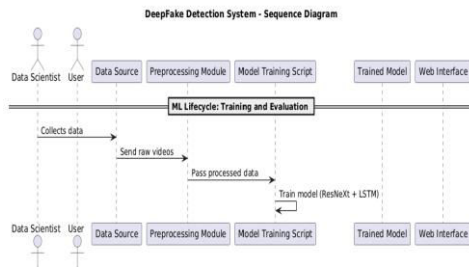 DeepFake Detection System - Sequence Diagram
Data Scientist User Data Source Preprocessing Module Model Training Script Trained Model Web Interface
ML Lifecycle: Training and Evaluation
Collects data
Send raw videos
Pass processed data
Train model (ResNeXt + LSTM)
Data Scientist User Data Source Preprocessing Module Model Training Script Trained Model Web Interface